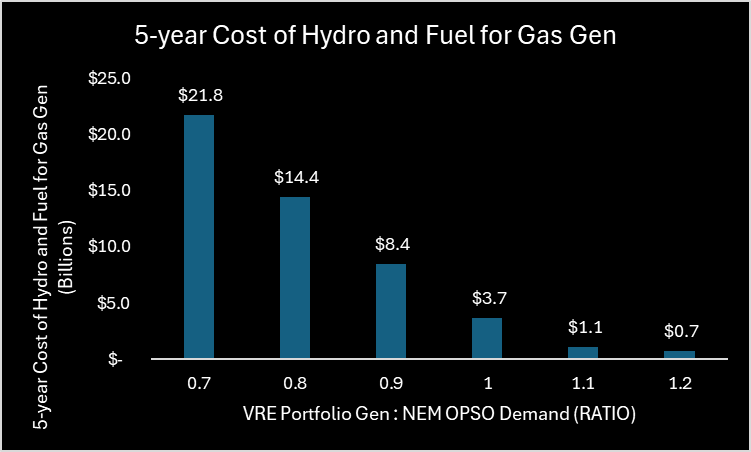 5-year Cost of Hydro and Fuel for Gas Gen
5-year Cost of Hydro and Fuel for Gas Gen
(Billions)
$25.0
$20.0
$15.0
$10.0
$5.0
$-
$21.8
$14.4
$8.4
$3.7
$1.1
$0.7
0.7 0.8 0.9 1 1.1 1.2
VRE Portfolio Gen : NEM OPSO Demand (RATIO)